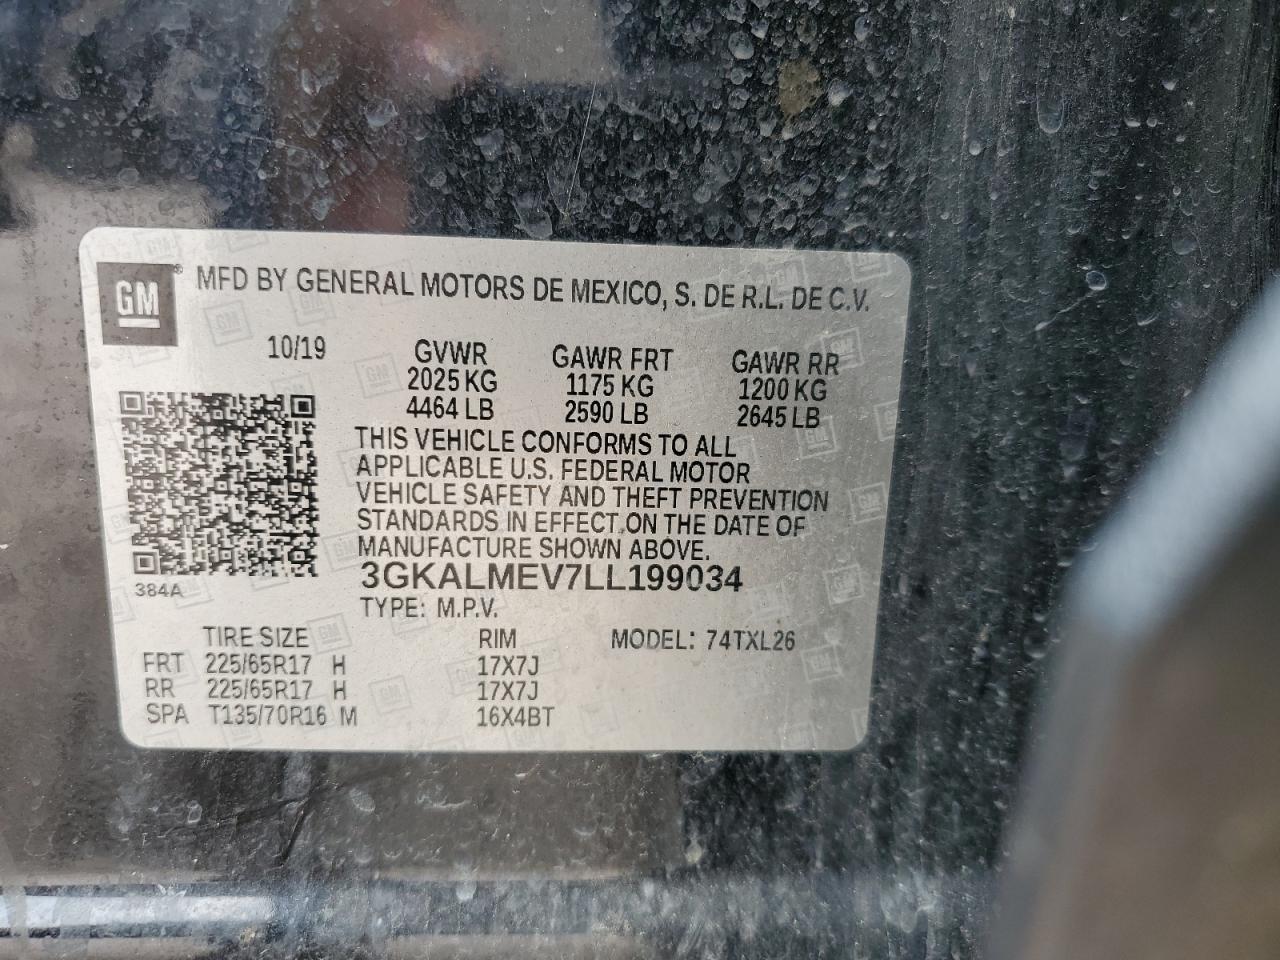 GM ® MFD BY GENERAL MOTORS DE MEXICO, S. DE R.L. DE C.V.
10/19 GVWR GAWR FRT GAWR RR
2025 KG 1175 KG 1200 KG
4464 LB 2590 LB 2645 LB
THIS VEHICLE CONFORMS TO ALL
APPLICABLE U.S. FEDERAL MOTOR
VEHICLE SAFETY AND THEFT PREVENTION
STANDARDS IN EFFECT ON THE DATE OF
MANUFACTURE SHOWN ABOVE.
3GKALMEV7LL199034
384A
TYPE: M.P.V.
TIRE SIZE RIM MODEL: 74TXL26
FRT 225/65R17 H 17X7J
RR 225/65R17 H 17X7J
SPA T135/70R16 M 16X4BT